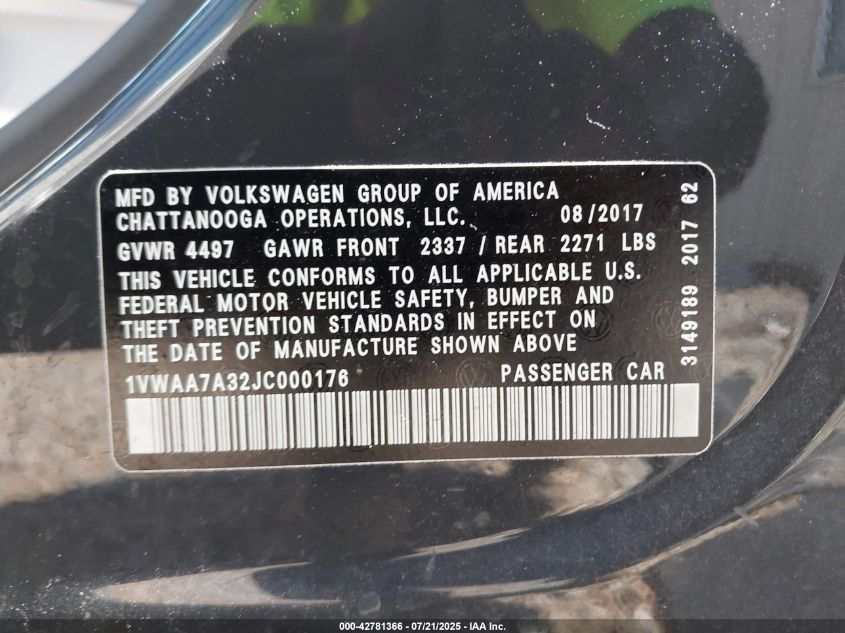 MFD BY VOLKSWAGEN GROUP OF AMERICA
CHATTANOOGA OPERATIONS, LLC. 08/2017
GVWR 4497 GAWR FRONT 2337 / REAR 2271 LBS
THIS VEHICLE CONFORMS TO ALL APPLICABLE U.S.
FEDERAL MOTOR VEHICLE SAFETY, BUMPER AND
THEFT PREVENTION STANDARDS IN EFFECT ON
THE DATE OF MANUFACTURE SHOWN ABOVE
1VWAA7A32JC000176 PASSENGER CAR
3149189 2017 62
000-42781366 - 07/21/2025 - IAA Inc.